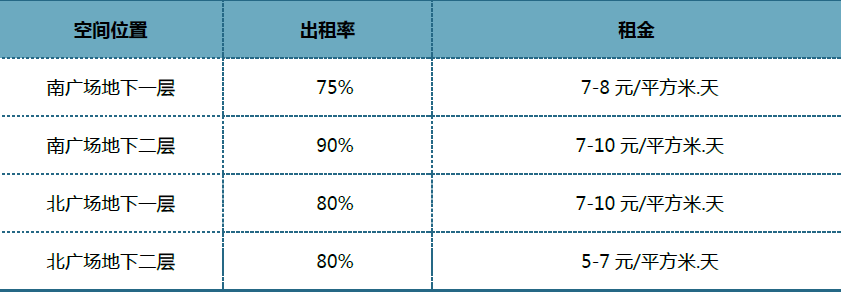 空间位置 出租率 租金
南广场地下一层 75% 7-8 元/平方米.天
南广场地下二层 90% 7-10 元/平方米.天
北广场地下一层 80% 7-10 元/平方米.天
北广场地下二层 80% 5-7 元/平方米.天